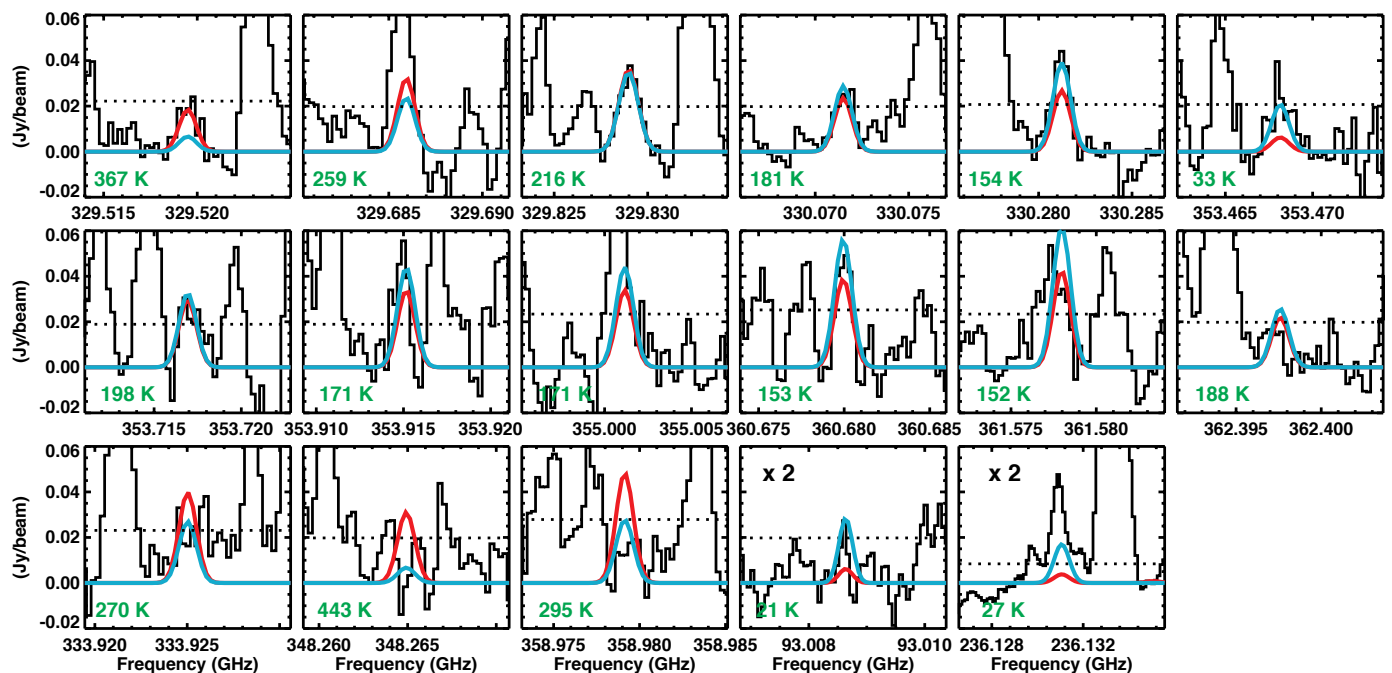 0.06
0.04
0.02
0.00
-0.02
(Jy/beam)
367 K
259 K
216 K
181 K
154 K
33 K
329.515 329.520
329.685 329.690
329.825 329.830
330.070 330.075
330.280 330.285
353.465 353.470
0.06
0.04
0.02
0.00
-0.02
(Jy/beam)
198 K
171 K
171 K
153 K
152 K
188 K
353.715 353.720
353.910 353.915 353.920
355.000 355.005
360.675 360.680 360.685
361.575 361.580
362.395 362.400
0.06
0.04
0.02
0.00
-0.02
(Jy/beam)
x 2
x 2
270 K
443 K
295 K
21 K
27 K
333.920 333.925
348.260 348.265
358.975 358.980 358.985
93.008 93.010
236.128 236.132
Frequency (GHz)
Frequency (GHz)
Frequency (GHz)
Frequency (GHz)
Frequency (GHz)